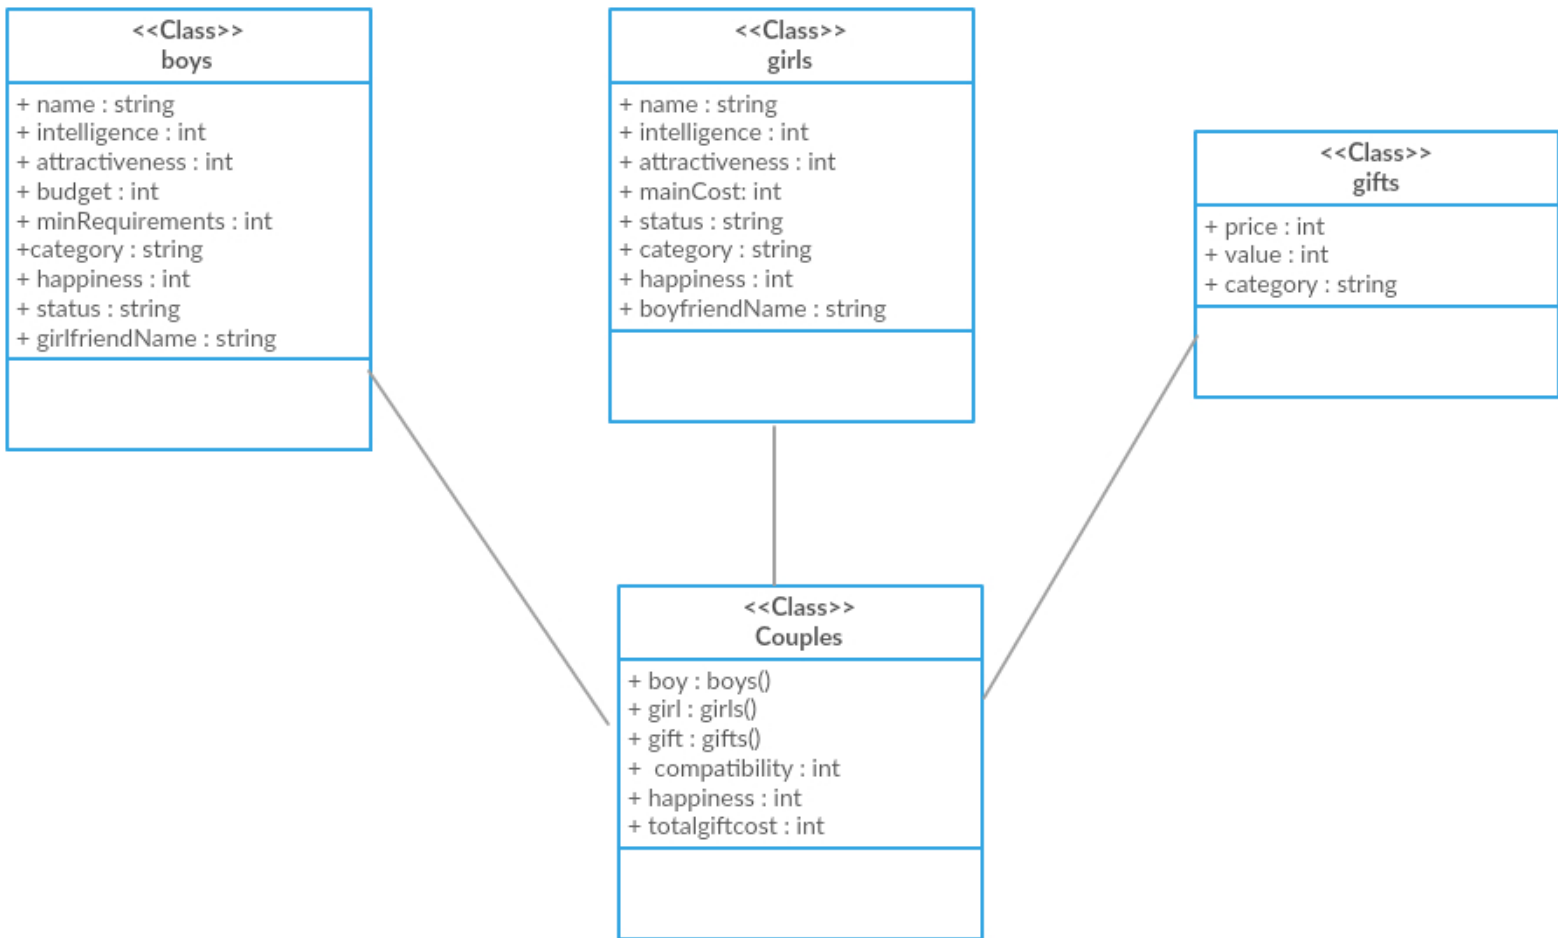 <<Class>>
boys
+ name : string
+ intelligence : int
+ attractiveness : int
+ budget : int
+ minRequirements : int
+category : string
+ happiness : int
+ status : string
+ girlfriendName : string
<<Class>>
girls
+ name : string
+ intelligence : int
+ attractiveness : int
+ mainCost: int
+ status : string
+ category : string
+ happiness : int
+ boyfriendName : string
<<Class>>
gifts
+ price : int
+ value : int
+ category : string
<<Class>>
Couples
+ boy : boys()
+ girl : girls()
+ gift : gifts()
+  compatibility : int
+ happiness : int
+ totalgiftcost : int